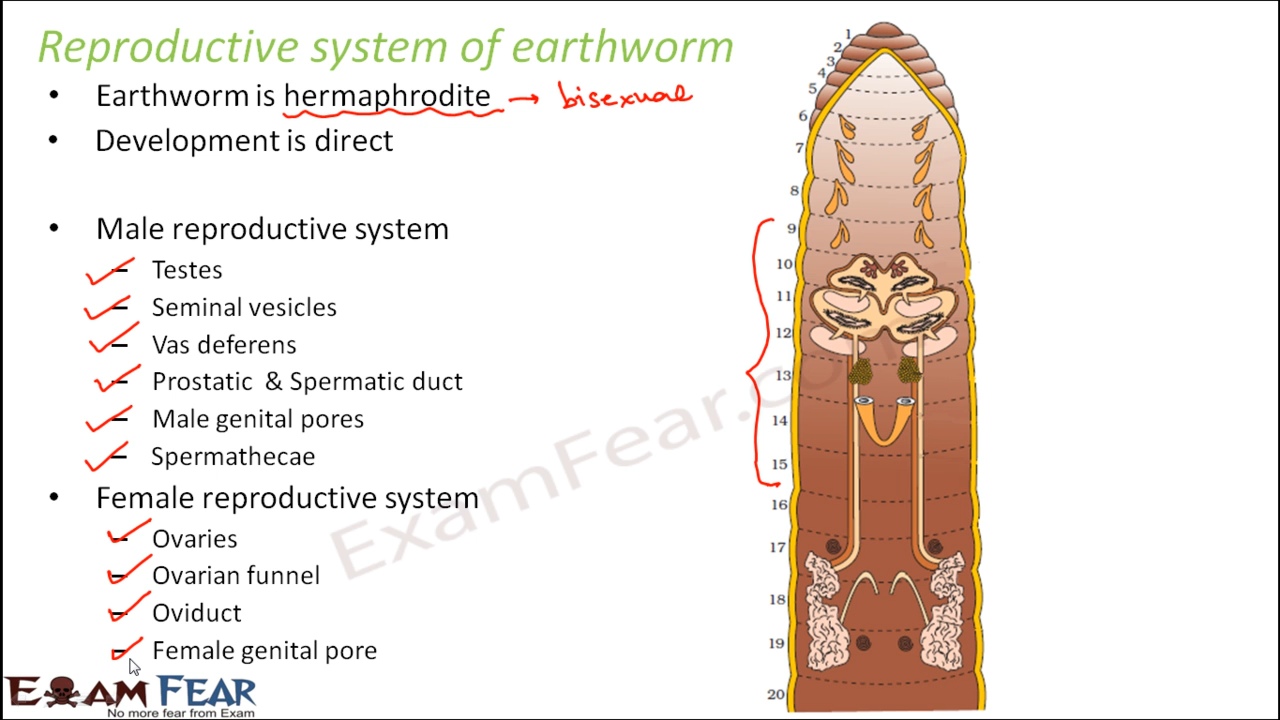 Reproductive system of earthworm
• Earthworm is hermaphrodite → bisexual
• Development is direct
• Male reproductive system
– Testes
– Seminal vesicles
– Vas deferens
– Prostatic & Spermatic duct
– Male genital pores
– Spermathecae
• Female reproductive system
– Ovaries
– Ovarian funnel
– Oviduct
– Female genital pore
1
2
3
4
5
6
7
8
9
10
11
12
13
14
15
16
17
18
19
20
ExamFear.com
EXAM FEAR
No more fear from Exam